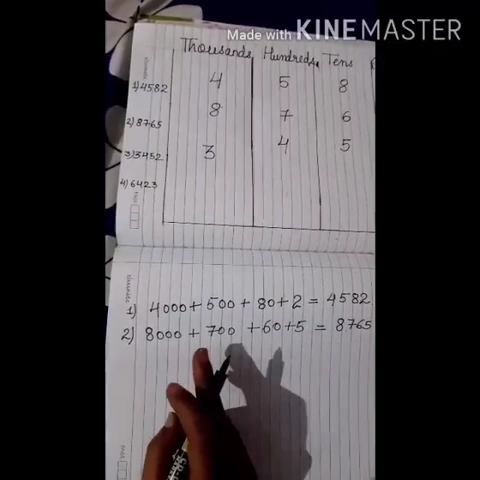 Made with KINEMASTER
Thousands Hundreds Tens
1) 4582 4 5 8
2) 8765 8 7 6
3) 3452 3 4 5
4) 6423
1) 4000 + 500 + 80 + 2 = 4582
2) 8000 + 700 + 60 + 5 = 8765